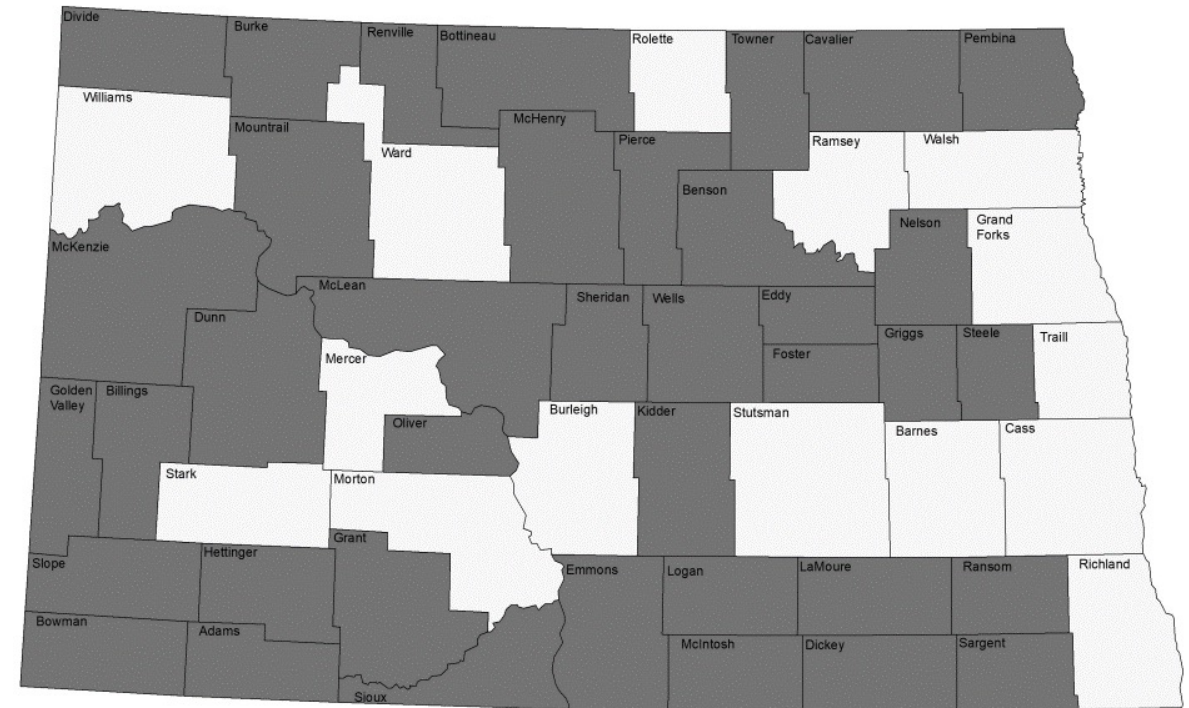 Divide
Burke
Renville
Bottineau
Rolette
Towner
Cavalier
Pembina
Williams
Mountrail
Ward
McHenry
Pierce
Benson
Ramsey
Walsh
Nelson
Grand
Forks
McKenzie
McLean
Sheridan
Wells
Eddy
Foster
Griggs
Steele
Traill
Dunn
Mercer
Oliver
Golden
Valley
Billings
Burleigh
Kidder
Stutsman
Barnes
Cass
Stark
Morton
Grant
Slope
Hettinger
Emmons
Logan
LaMoure
Ransom
Richland
Bowman
Adams
Sioux
McIntosh
Dickey
Sargent